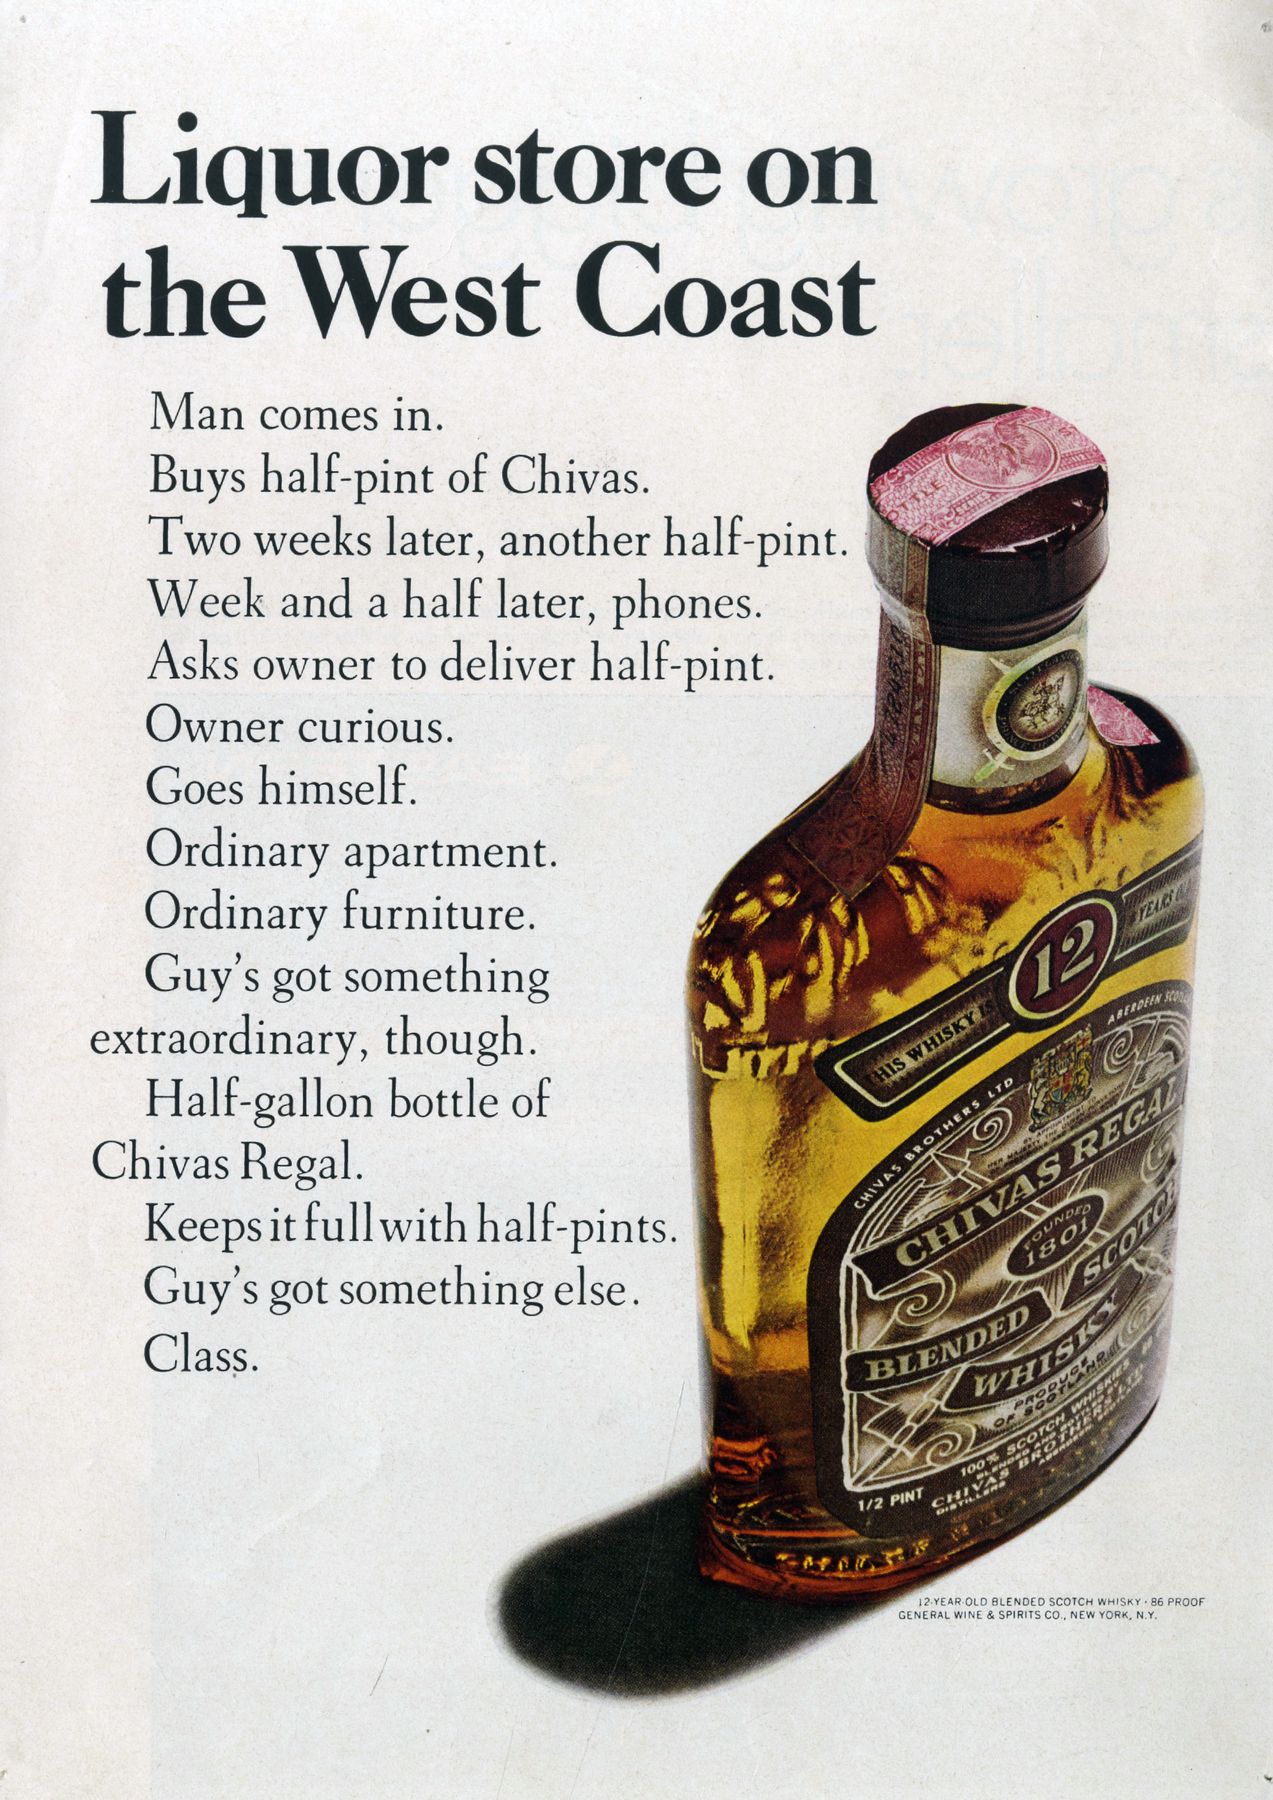 Liquor store on
the West Coast
Man comes in.
Buys half-pint of Chivas.
Two weeks later, another half-pint.
Week and a half later, phones.
Asks owner to deliver half-pint.
Owner curious.
Goes himself.
Ordinary apartment.
Ordinary furniture.
Guy's got something
extraordinary, though.
Half-gallon bottle of
Chivas Regal.
Keeps it full with half-pints.
Guy's got something else.
Class.
HIS WHISKY IS 12 YEARS
CHIVAS BROTHERS LTD
ABERDEEN
CHIVAS REGAL
FOUNDED
1801
BLENDED SCOTCH
WHISKY
PRODUCE
OF SCOTLAND
100% SCOTCH WHISKIES
CHIVAS BROTHERS LTD
DISTILLERS
1/2 PINT
12-YEAR-OLD BLENDED SCOTCH WHISKY • 86 PROOF
GENERAL WINE & SPIRITS CO., NEW YORK, N.Y.